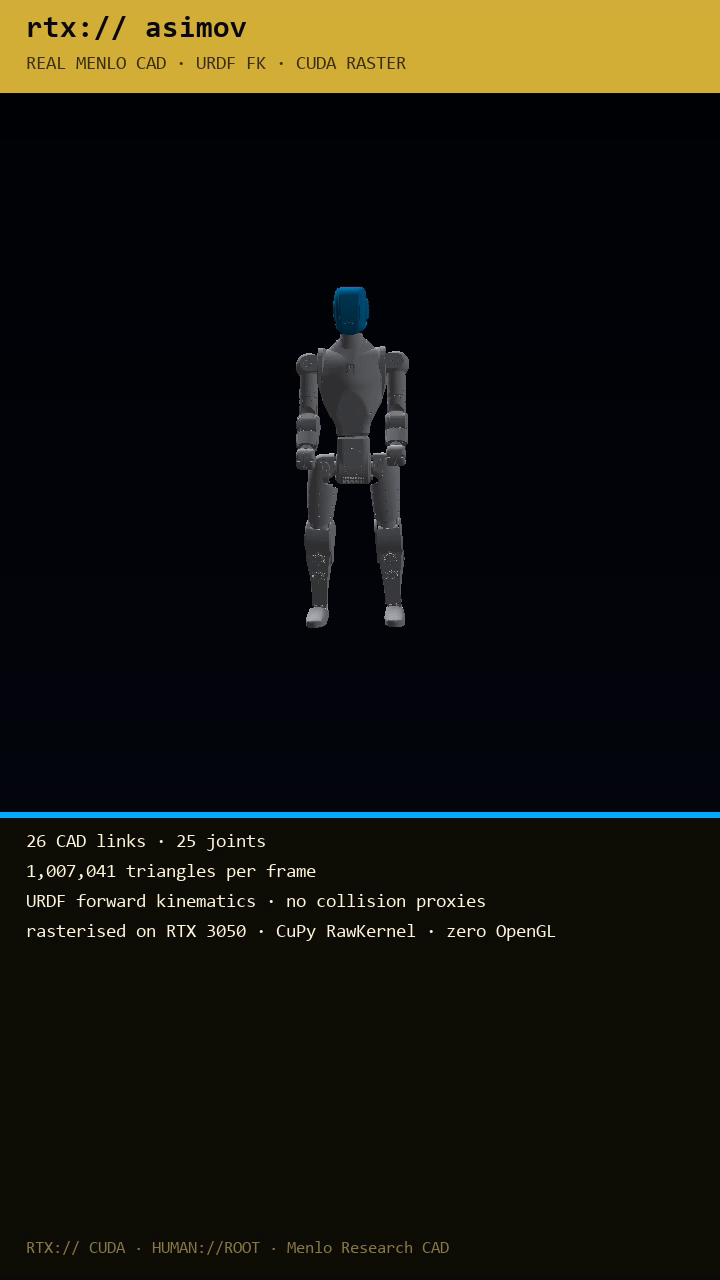 rtx:// asimov
REAL MENLO CAD · URDF FK · CUDA RASTER
26 CAD links · 25 joints
1,007,041 triangles per frame
URDF forward kinematics · no collision proxies
rasterised on RTX 3050 · CuPy RawKernel · zero OpenGL
RTX:// CUDA · HUMAN://ROOT · Menlo Research CAD